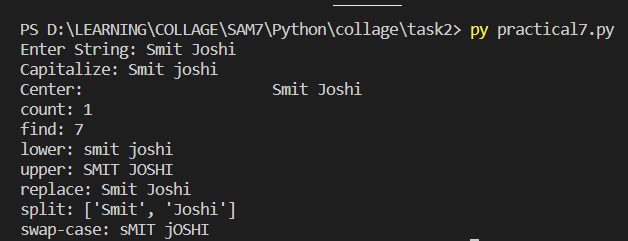 PS D:\LEARNING\COLLAGE\SAM7\Python\collage\task2> py practical7.py
Enter String: Smit Joshi
Capitalize: Smit joshi
Center:                     Smit Joshi
count: 1
find: 7
lower: smit joshi
upper: SMIT JOSHI
replace: Smit Joshi
split: ['Smit', 'Joshi']
swap-case: sMIT jOSHI